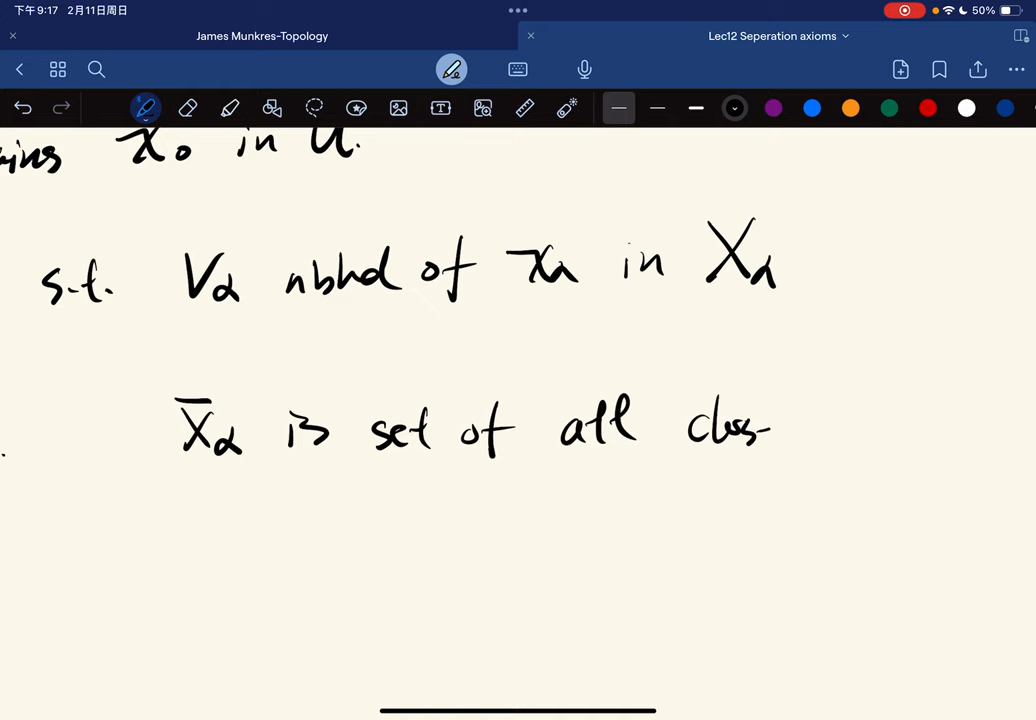 下午9:17 2月11日周日
50%
James Munkres-Topology
Lec12 Seperation axioms
x₀ in U.
s.t. Vα nbhd of xα in Xα
X̄α is set of all